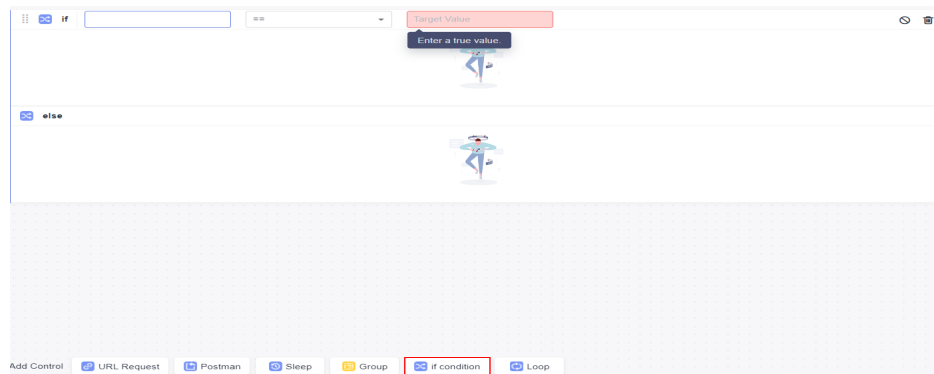 if == Target Value
Enter a true value.
else
Add Control URL Request Postman Sleep Group if condition Loop